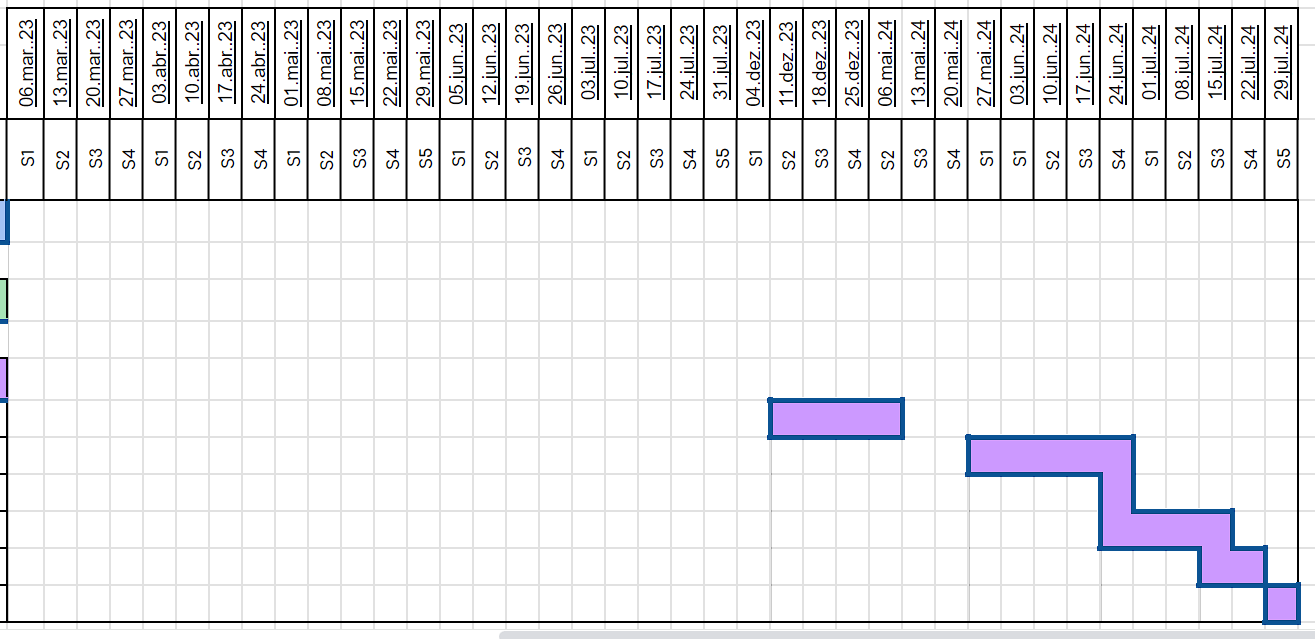 06.mar..23 13.mar..23 20.mar..23 27.mar..23 03.abr..23 10.abr..23 17.abr..23 24.abr..23 01.mai..23 08.mai..23 15.mai..23 22.mai..23 29.mai..23 05.jun..23 12.jun..23 19.jun..23 26.jun..23 03.jul..23 10.jul..23 17.jul..23 24.jul..23 31.jul..23 04.dez..23 11.dez..23 18.dez..23 25.dez..23 06.mai..24 13.mai..24 20.mai..24 27.mai..24 03.jun..24 10.jun..24 17.jun..24 24.jun..24 01.jul..24 08.jul..24 15.jul..24 22.jul..24 29.jul..24
S1 S2 S3 S4 S1 S2 S3 S4 S1 S2 S3 S4 S5 S1 S2 S3 S4 S1 S2 S3 S4 S5 S1 S2 S3 S4 S2 S3 S4 S1 S1 S2 S3 S4 S1 S2 S3 S4 S5